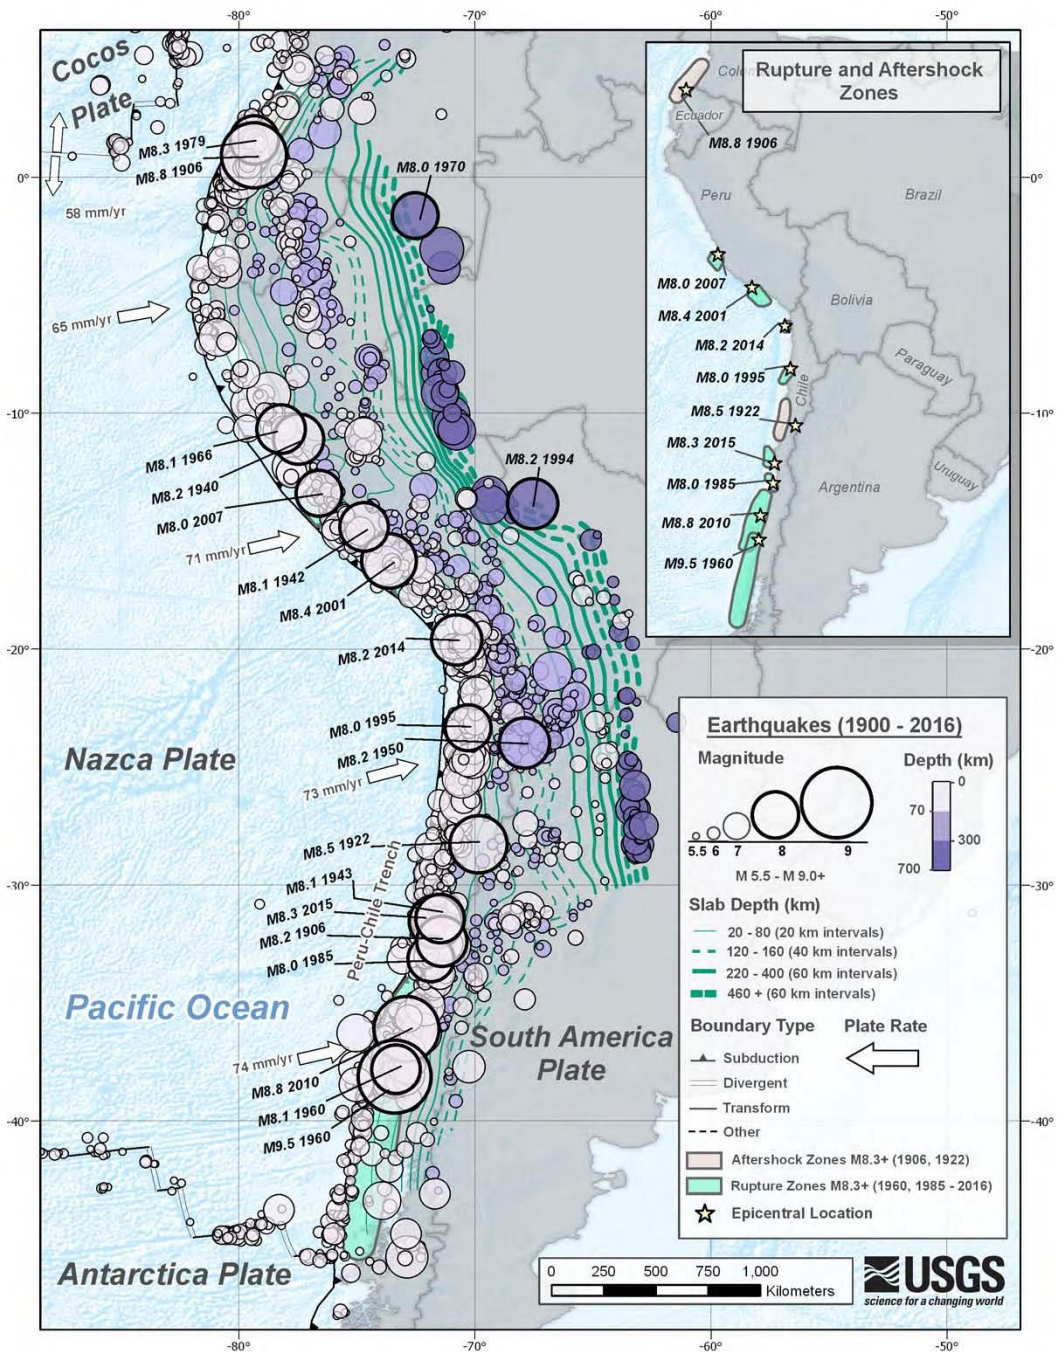 -80°
-70°
-60°
-50°
Cocos
Plate
M8.3 1979
M8.8 1906
0°
58 mm/yr
M8.0 1970
65 mm/yr
-10°
M8.1 1966
M8.2 1940
M8.0 2007
71 mm/yr
M8.1 1942
M8.4 2001
M8.2 1994
M8.2 2014
-20°
M8.0 1995
M8.2 1950
Nazca Plate
73 mm/yr
M8.5 1922
-30°
M8.1 1943
M8.3 2015
M8.2 1906
M8.0 1985
Peru-Chile Trench
Pacific Ocean
74 mm/yr
M8.8 2010
M8.1 1960
M9.5 1960
South America
Plate
-40°
Antarctica Plate
-80°
-70°
-60°
-50°
Rupture and Aftershock
Zones
Ecuador
M8.8 1906
0°
Peru
Brazil
M8.0 2007
M8.4 2001
Bolivia
M8.2 2014
M8.0 1995
Paraguay
Chile
M8.5 1922
-10°
M8.3 2015
M8.0 1985
Argentina
Uruguay
M8.8 2010
M9.5 1960
-20°
Earthquakes (1900 - 2016)
Magnitude
Depth (km)
0
70
300
700
5.5 6 7 8 9
M 5.5 - M 9.0+
Slab Depth (km)
20 - 80 (20 km intervals)
120 - 160 (40 km intervals)
220 - 400 (60 km intervals)
460 + (60 km intervals)
Boundary Type
Plate Rate
Subduction
Divergent
Transform
Other
Aftershock Zones M8.3+ (1906, 1922)
Rupture Zones M8.3+ (1960, 1985 - 2016)
Epicentral Location
-30°
-40°
0 250 500 750 1,000
Kilometers
USGS
science for a changing world